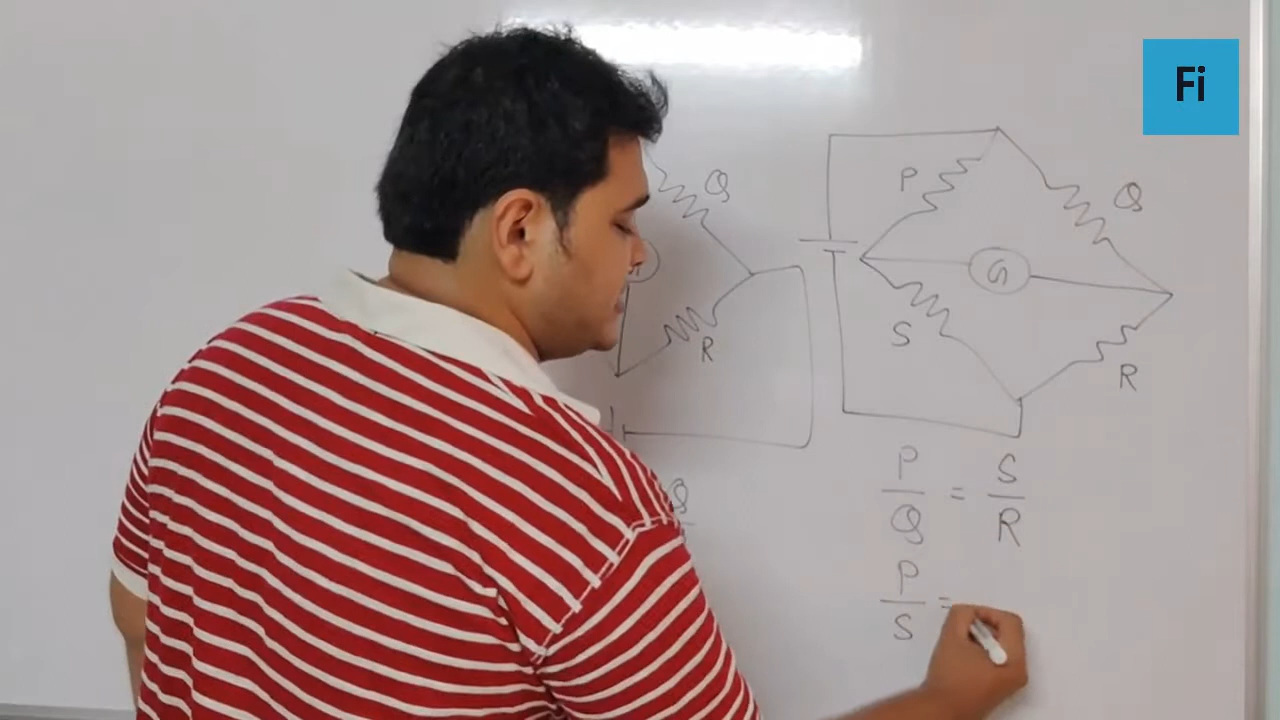 Fi
Q
R
Q
P
Q
G
S
R
P/Q = S/R
P/S =